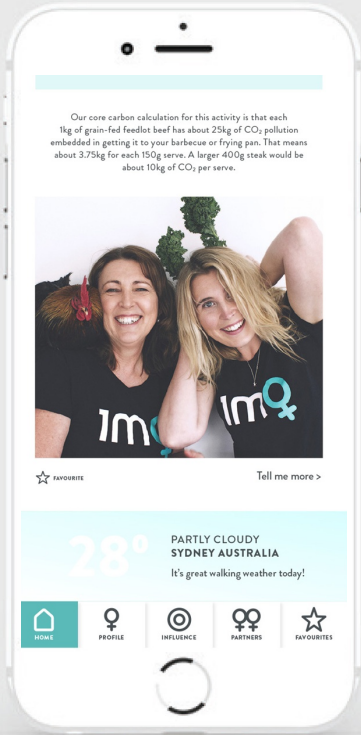 Our core carbon calculation for this activity is that each
1kg of grain-fed feedlot beef has about 25kg of CO₂ pollution
embedded in getting it to your barbecue or frying pan. That means
about 3.75kg for each 150g serve. A larger 400g steak would be
about 10kg of CO₂ per serve.
1m
1m♀
FAVOURITE
Tell me more >
28°
PARTLY CLOUDY
SYDNEY AUSTRALIA
It's great walking weather today!
HOME
PROFILE
INFLUENCE
PARTNERS
FAVOURITES